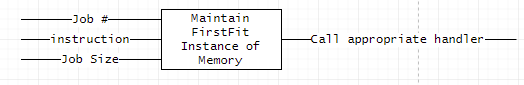 Job #
instruction
Job Size
Maintain
FirstFit
Instance of
Memory
Call appropriate handler